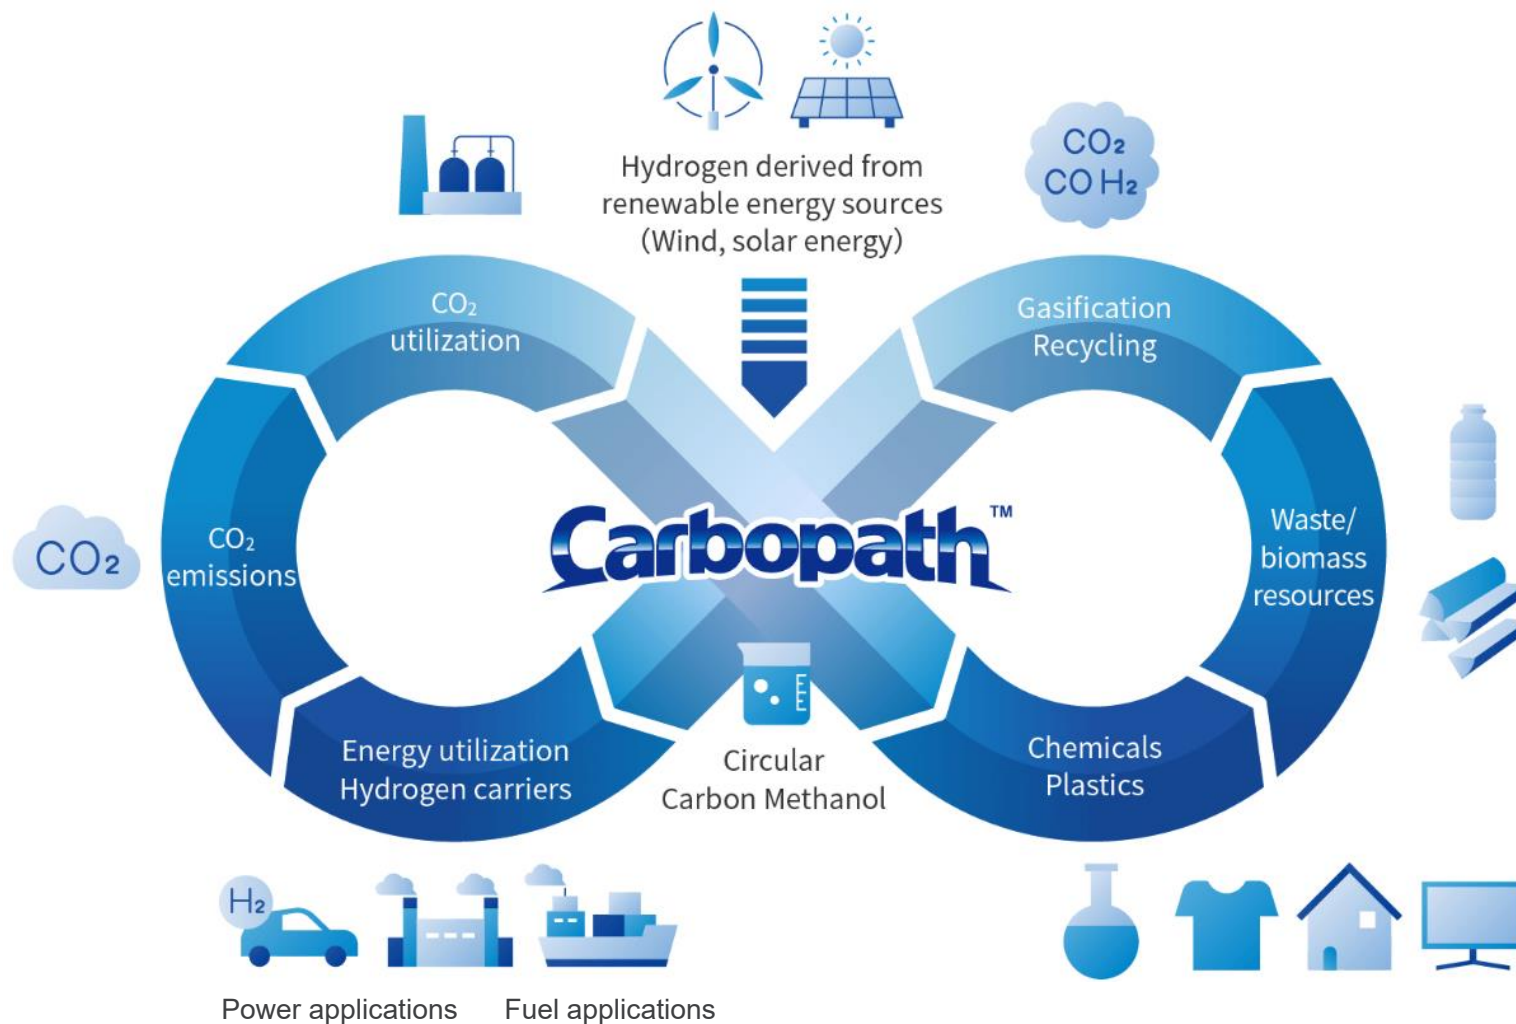 Hydrogen derived from
renewable energy sources
（Wind, solar energy）
CO₂
CO H₂
CO₂
utilization
Gasification
Recycling
CO₂
CO₂
emissions
Carbopath™
Waste/
biomass
resources
Energy utilization
Hydrogen carriers
Circular
Carbon Methanol
Chemicals
Plastics
H₂
Power applications
Fuel applications